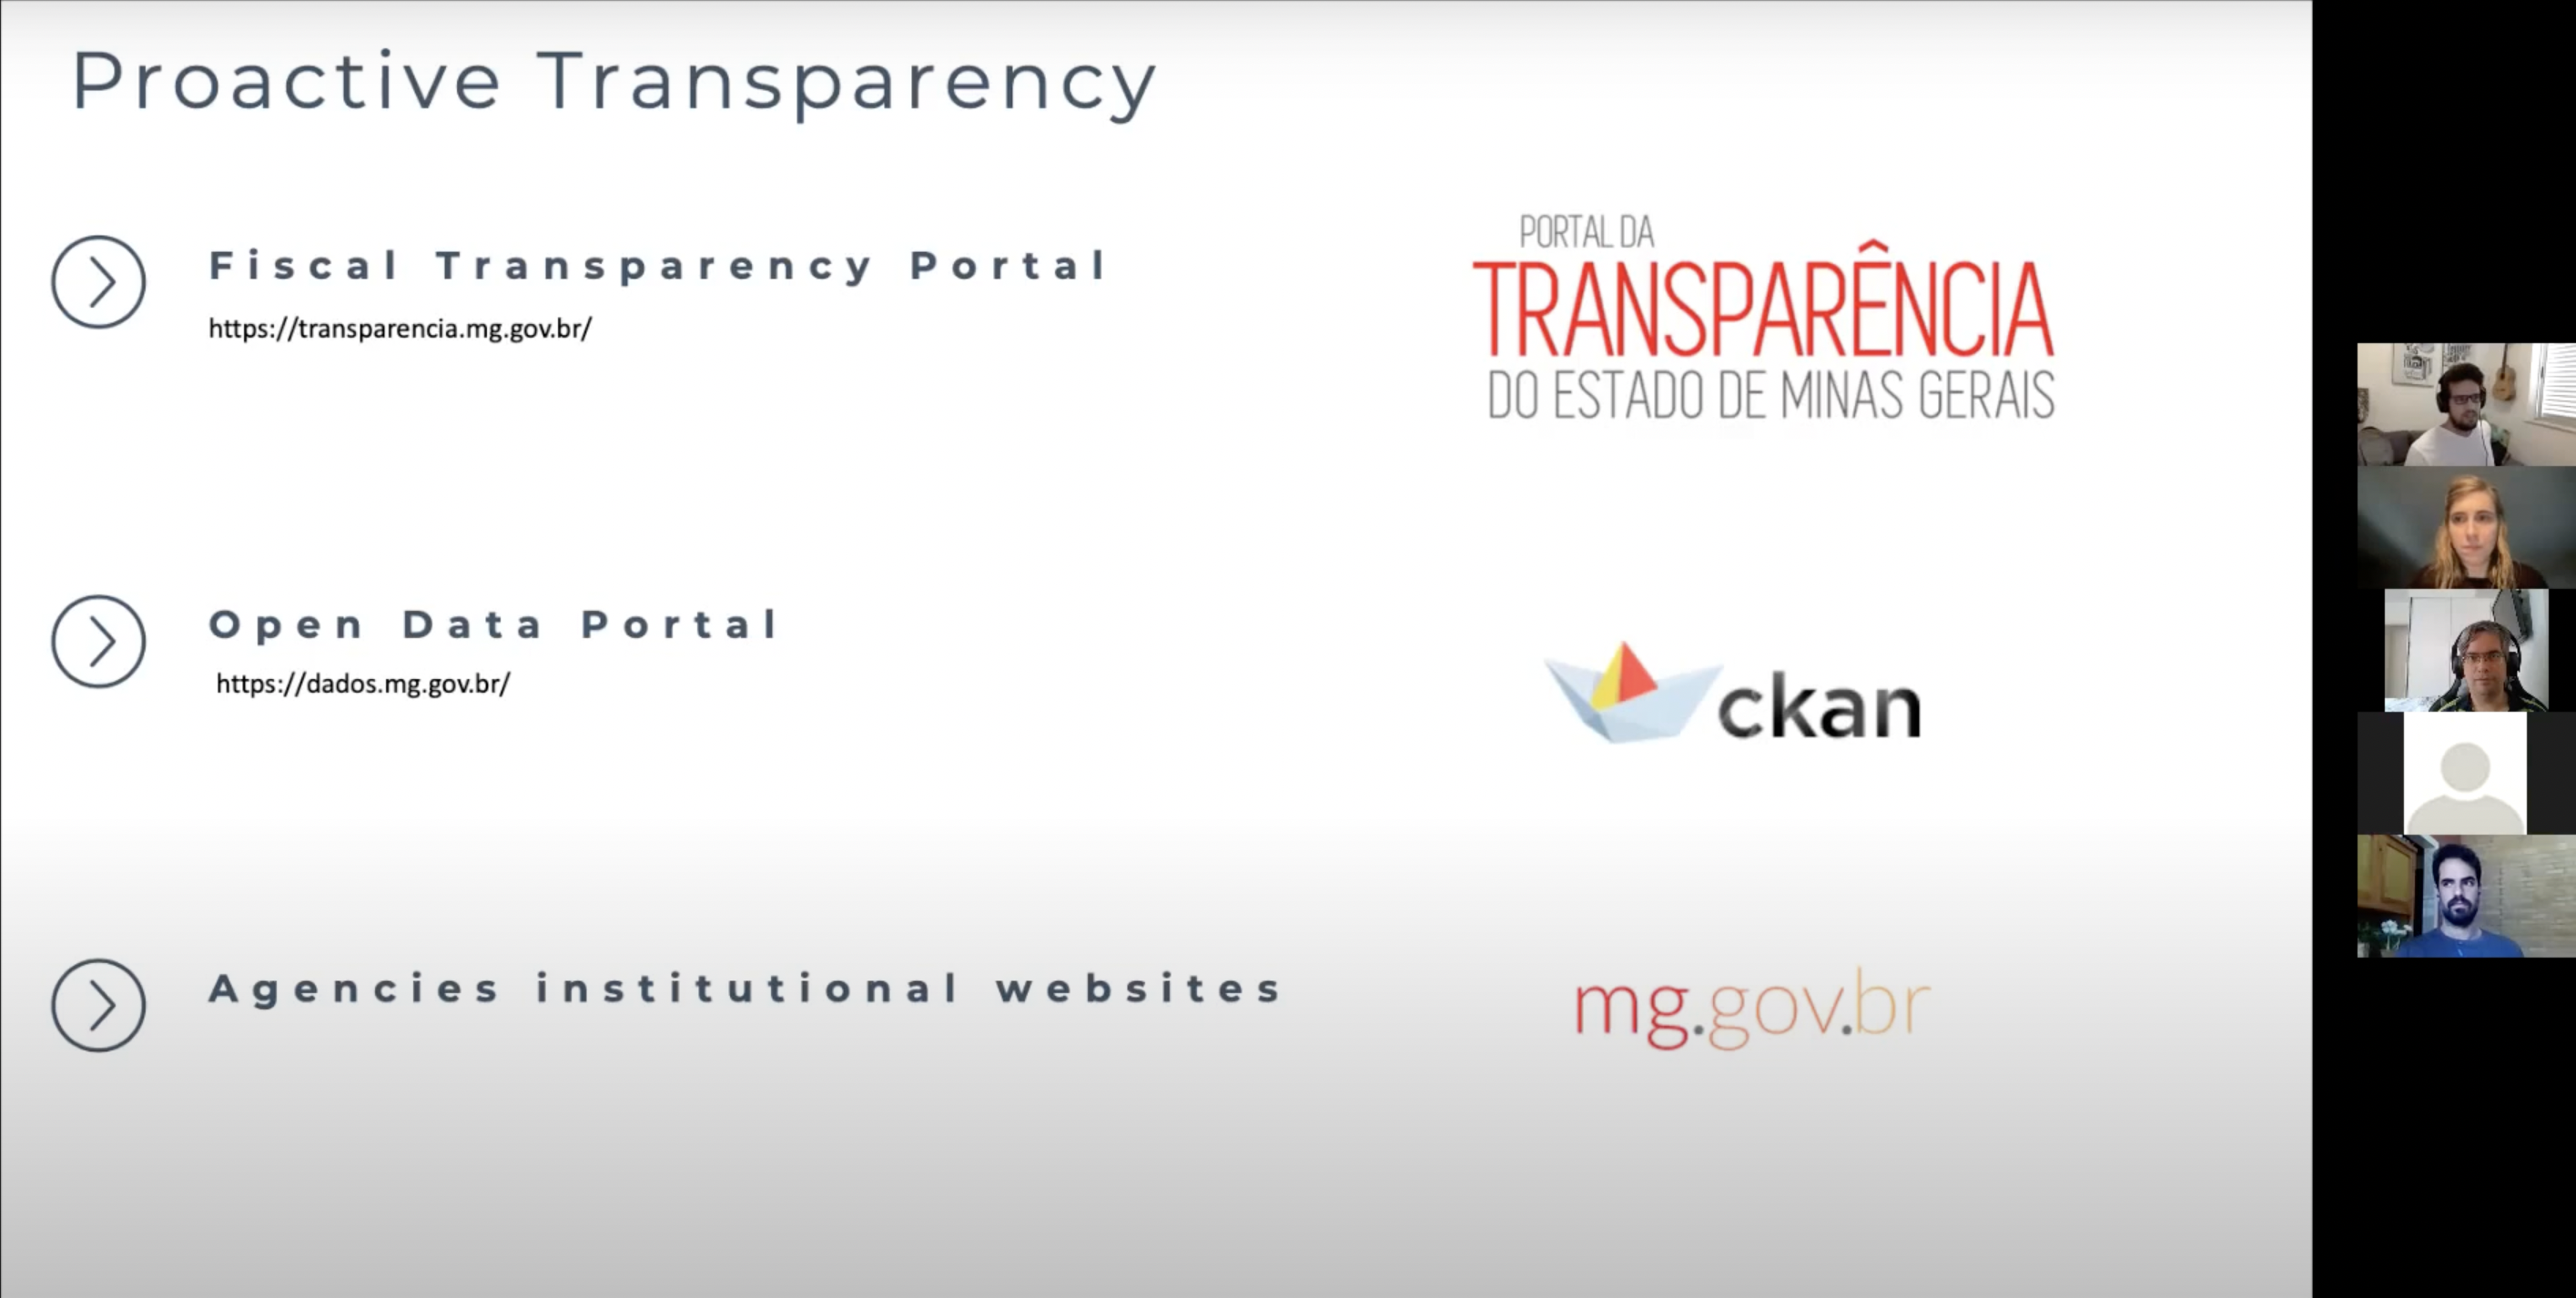 Proactive Transparency
Fiscal Transparency Portal
https://transparencia.mg.gov.br/
PORTAL DA
TRANSPARÊNCIA
DO ESTADO DE MINAS GERAIS
Open Data Portal
https://dados.mg.gov.br/
ckan
Agencies institutional websites
mg.gov.br